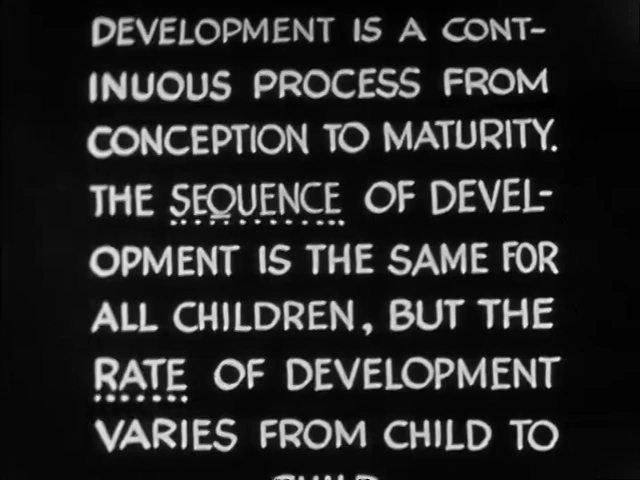 DEVELOPMENT IS A CONT-
INUOUS PROCESS FROM
CONCEPTION TO MATURITY.
THE SEQUENCE OF DEVEL-
OPMENT IS THE SAME FOR
ALL CHILDREN, BUT THE
RATE OF DEVELOPMENT
VARIES FROM CHILD TO